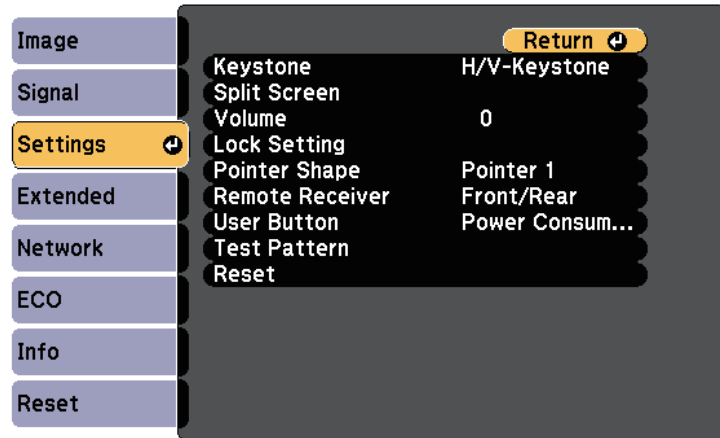 Image
Signal
Settings
Extended
Network
ECO
Info
Reset
Return
Keystone H/V-Keystone
Split Screen
Volume 0
Lock Setting
Pointer Shape Pointer 1
Remote Receiver Front/Rear
User Button Power Consum...
Test Pattern
Reset